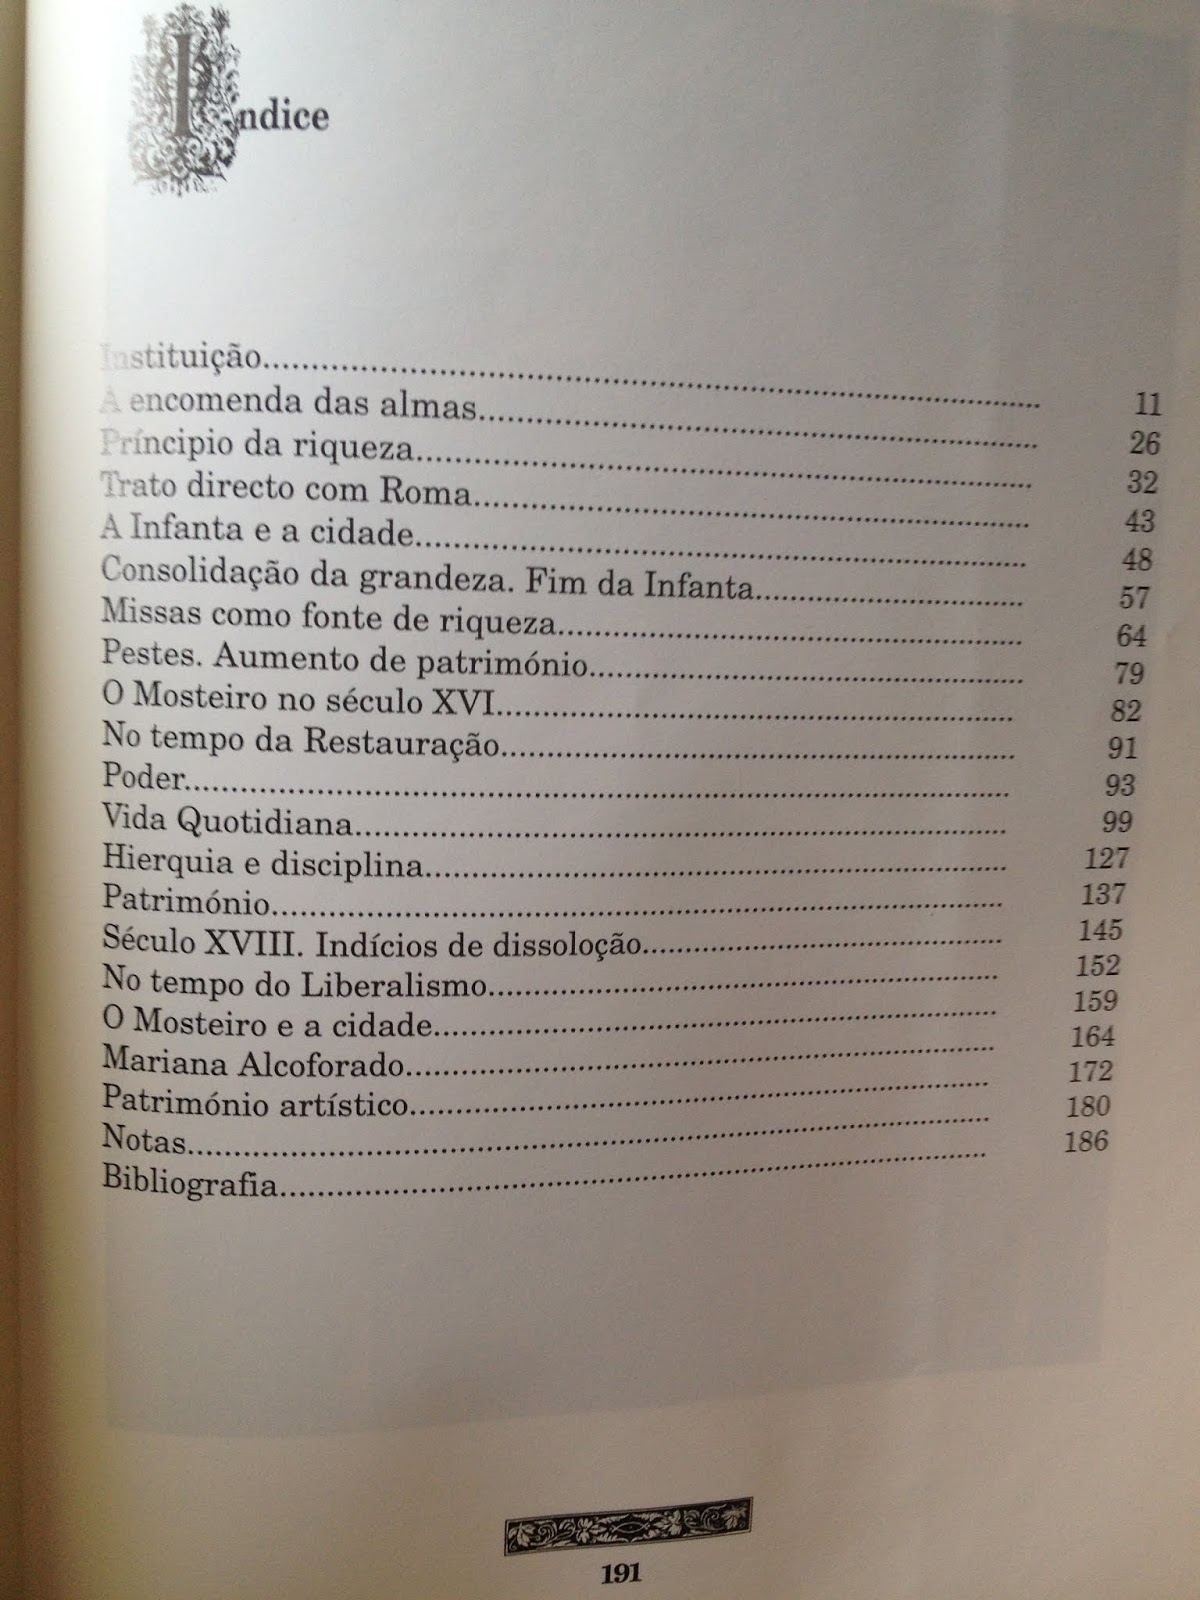 Índice
Instituição........ 11
A encomenda das almas........ 26
Príncipio da riqueza........ 32
Trato directo com Roma........ 43
A Infanta e a cidade........ 48
Consolidação da grandeza. Fim da Infanta........ 57
Missas como fonte de riqueza........ 64
Pestes. Aumento de património........ 79
O Mosteiro no século XVI........ 82
No tempo da Restauração........ 91
Poder........ 93
Vida Quotidiana........ 99
Hierquia e disciplina........ 127
Património........ 137
Século XVIII. Indícios de dissoloção........ 145
No tempo do Liberalismo........ 152
O Mosteiro e a cidade........ 159
Mariana Alcoforado........ 164
Património artístico........ 172
Notas........ 180
Bibliografia........ 186
191